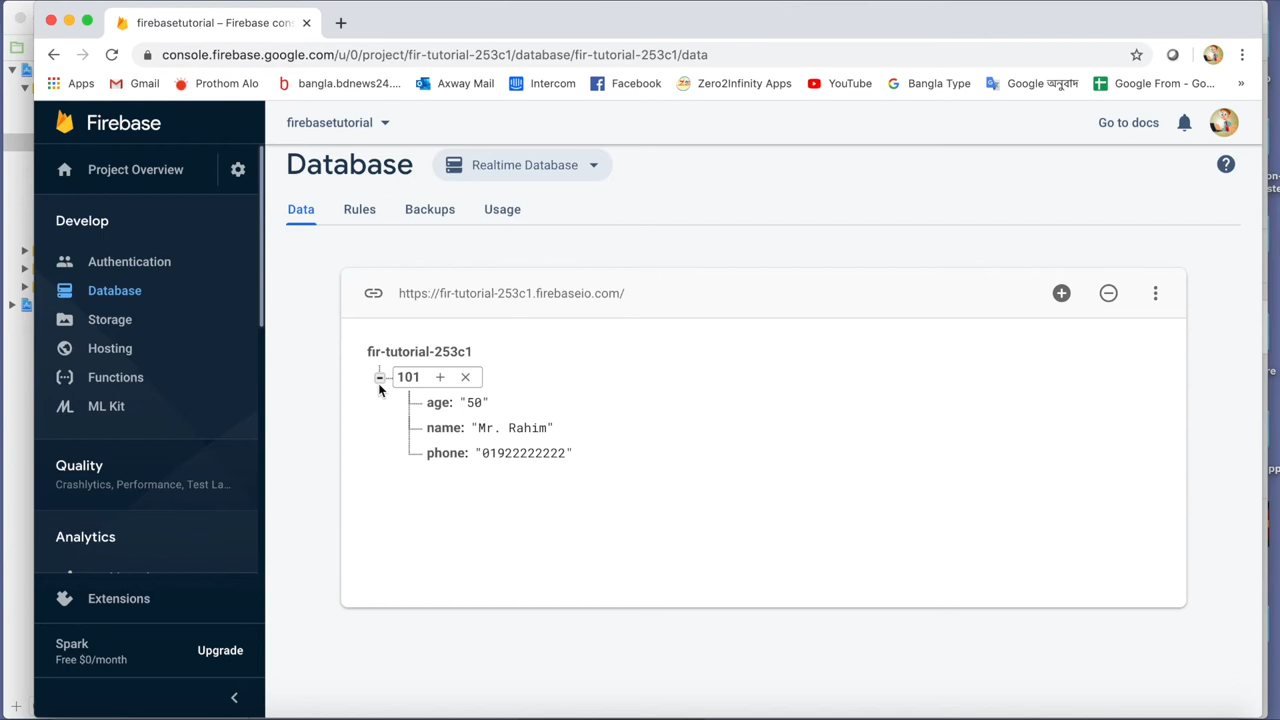 firebasetutorial – Firebase con
console.firebase.google.com/u/0/project/fir-tutorial-253c1/database/fir-tutorial-253c1/data
Apps Gmail Prothom Alo bangla.bdnews24.... Axway Mail Intercom Facebook Zero2Infinity Apps YouTube Bangla Type Google অনুবাদ Google From - Go... »
Firebase
firebasetutorial
Go to docs
Project Overview
Database
Realtime Database
Data Rules Backups Usage
Develop
Authentication
Database
Storage
Hosting
Functions
ML Kit
Quality
Crashlytics, Performance, Test La...
Analytics
Extensions
Spark
Free $0/month
Upgrade
https://fir-tutorial-253c1.firebaseio.com/
fir-tutorial-253c1
101
age: "50"
name: "Mr. Rahim"
phone: "01922222222"